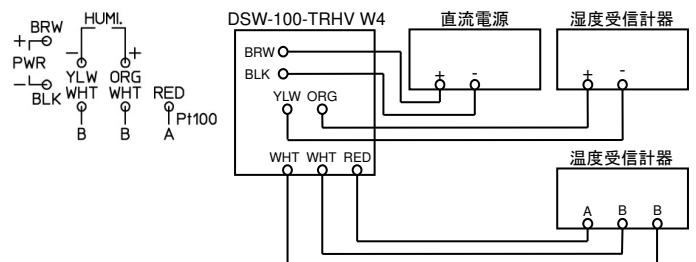 HUMI.
BRW
+
PWR
−
BLK
− +
YLW ORG
WHT WHT RED
Pt100
B B A
DSW-100-TRHV W4
BRW
BLK
YLW ORG
WHT WHT RED
直流電源
+ -
湿度受信計器
+ -
温度受信計器
A B B